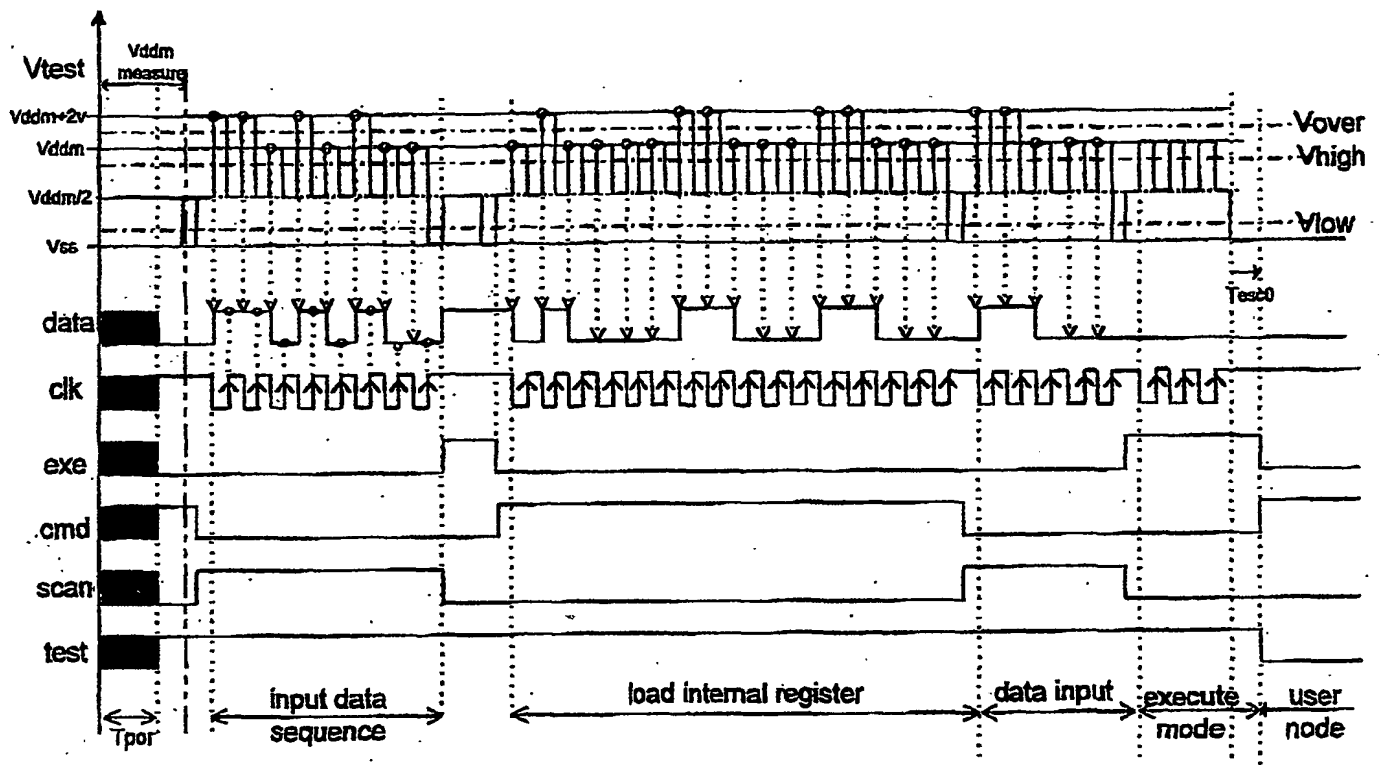 Vddm
Vtest
measure
Vddm+2v
Vover
Vddm
Vhigh
Vddm/2
Vlow
Vss
Tesc0
data
clk
exe
cmd
scan
test
input data
sequence
load internal register
data input
execute
mode
user
node
Tpor